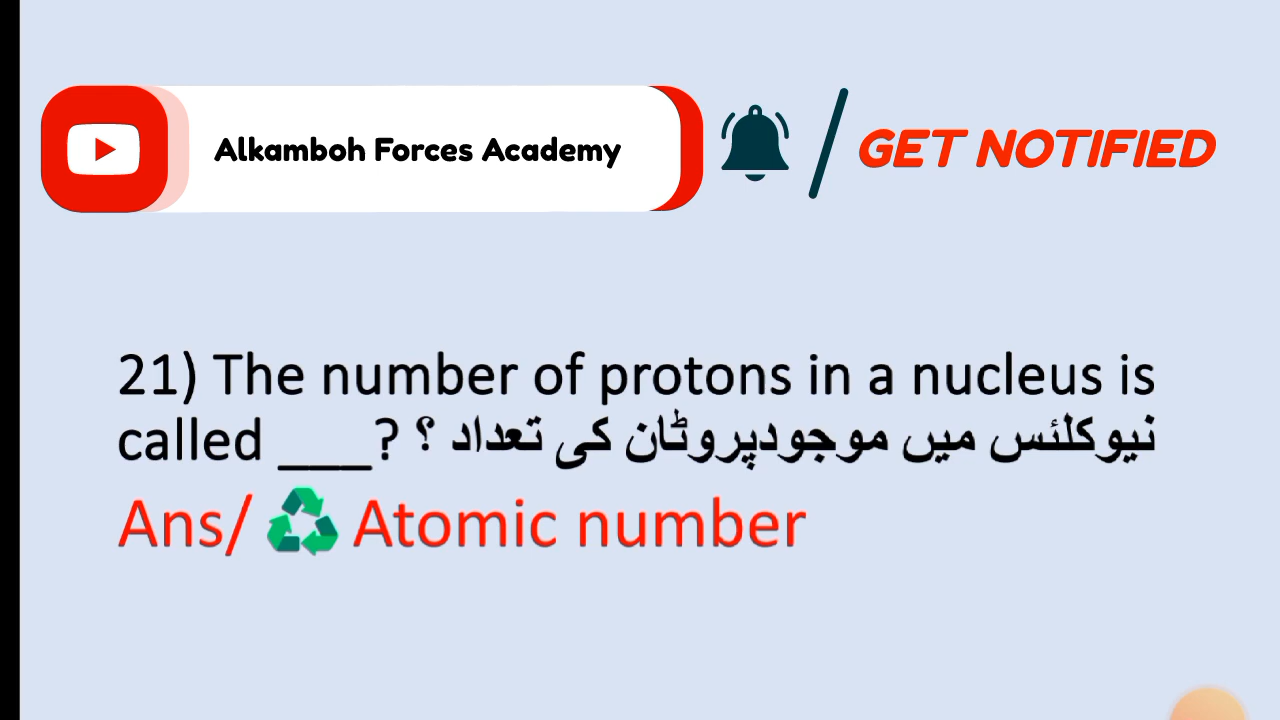 Alkamboh Forces Academy
GET NOTIFIED
21) The number of protons in a nucleus is
called ___? نیوکلئس میں موجودپروٹان کی تعداد ؟
Ans/ ♻ Atomic number